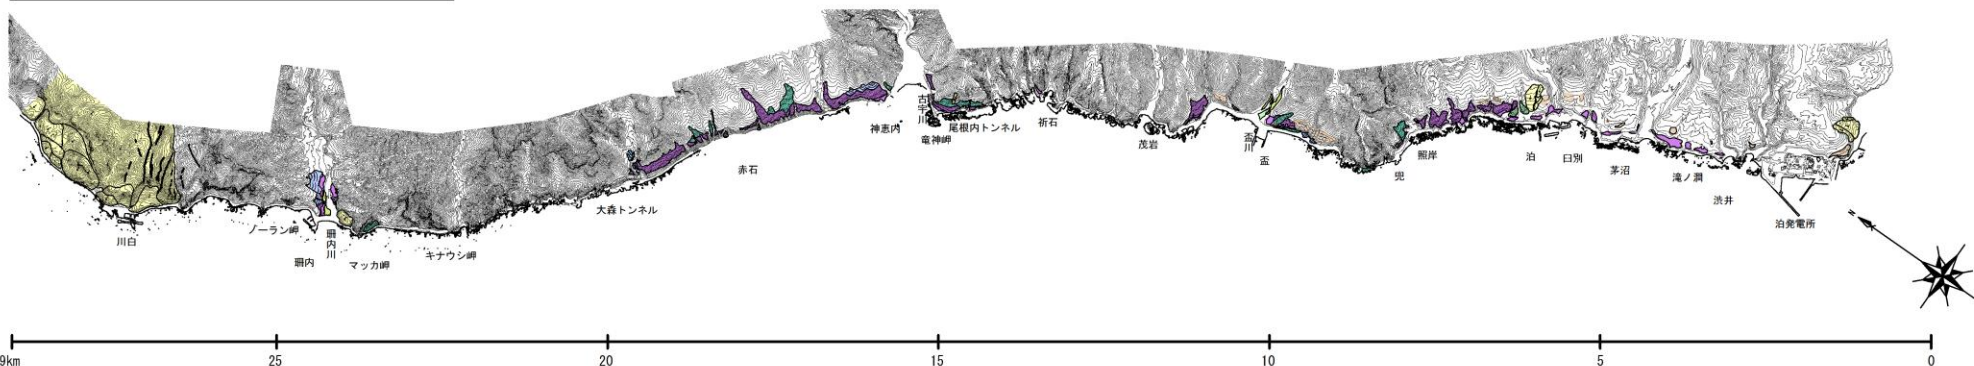 神恵内
古宇川
竜神岬
尾根内トンネル
祈石
茂岩
盃川
盃
兜
照岸
泊
臼別
茅沼
滝ノ澗
渋井
泊発電所
赤石
大森トンネル
川白
ノーラン岬
珊内川
珊内
マッカ岬
キナウシ岬
N
9km
25
20
15
10
5
0